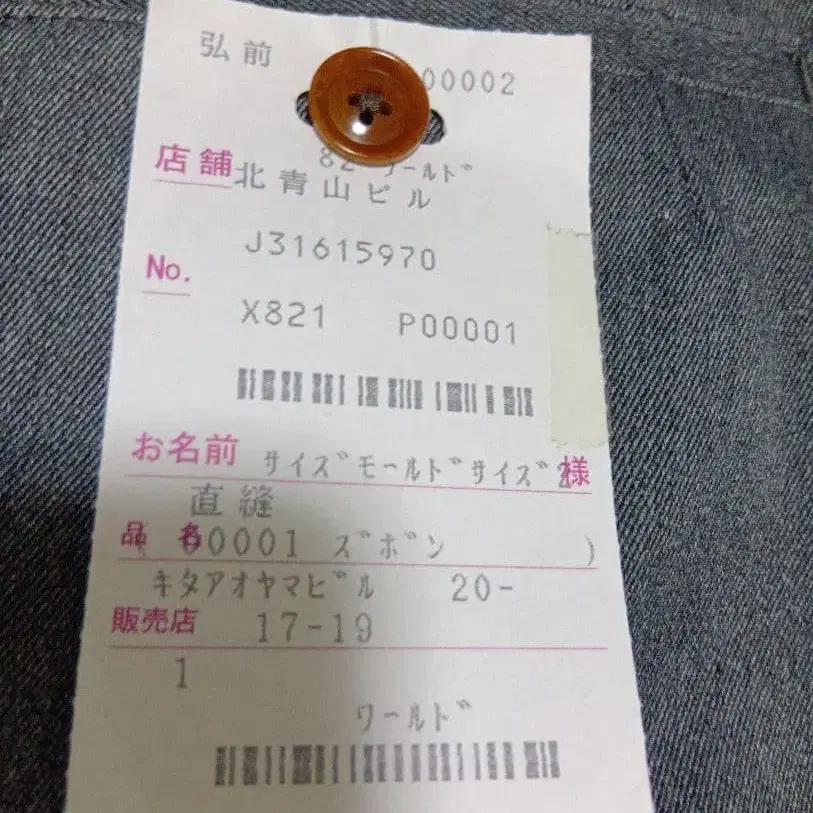 弘前 00002
店舗 82 ワールド
北青山ビル
J31615970
No.
X821 P00001
お名前 サイズモールドサイズ2 様
直縫
品名 00001 ズボン )
キタアオヤマビル 20-
販売店 17-19
1
ワールド